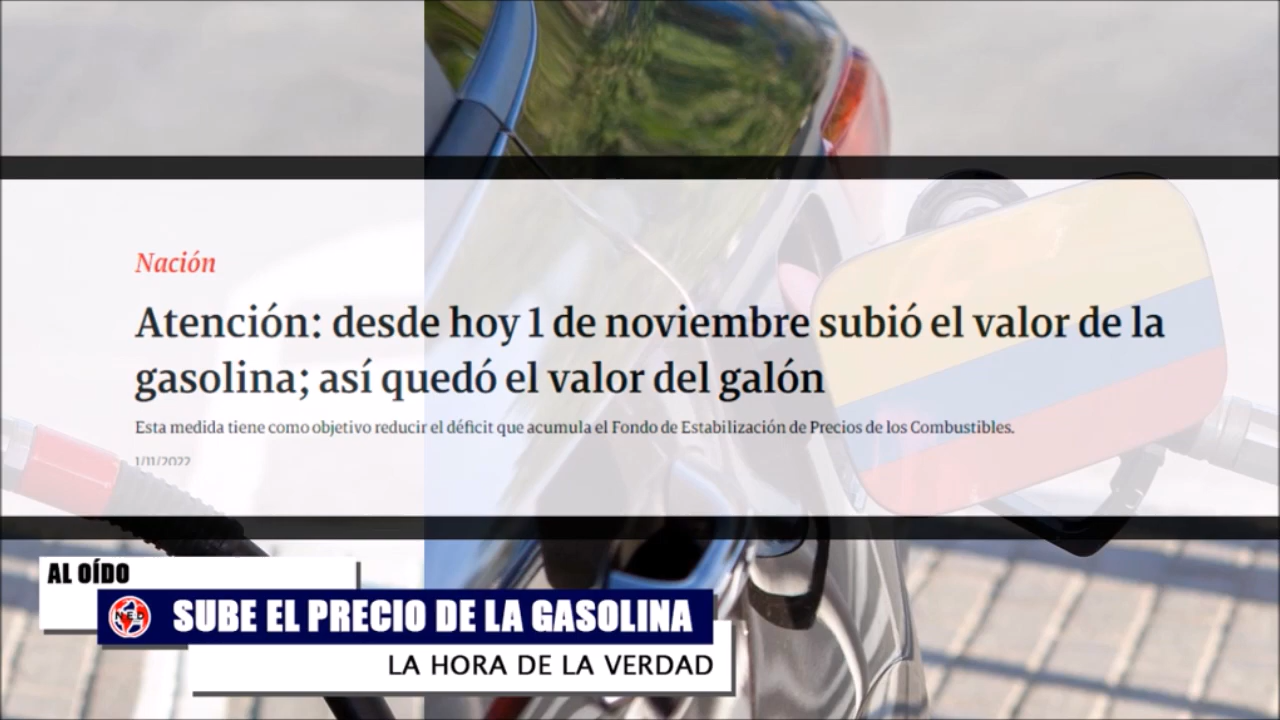 Nación
Atención: desde hoy 1 de noviembre subió el valor de la
gasolina; así quedó el valor del galón
Esta medida tiene como objetivo reducir el déficit que acumula el Fondo de Estabilización de Precios de los Combustibles.
1/11/2022
AL OÍDO
SUBE EL PRECIO DE LA GASOLINA
LA HORA DE LA VERDAD